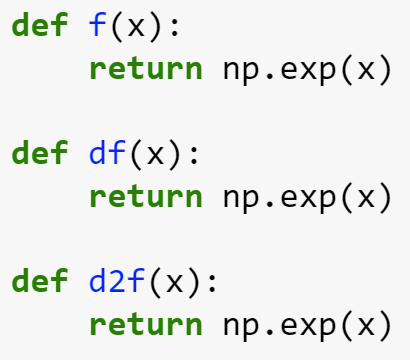 def f(x):
    return np.exp(x)

def df(x):
    return np.exp(x)

def d2f(x):
    return np.exp(x)